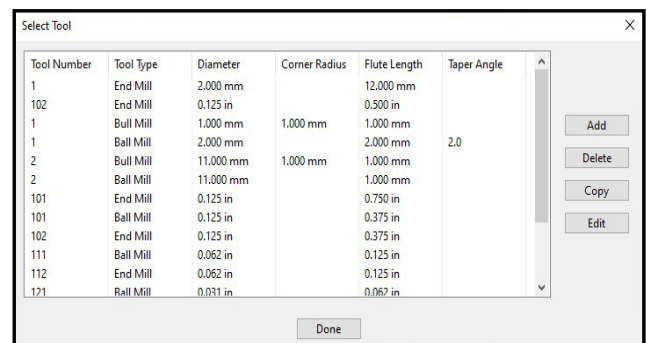 Select Tool
Tool Number Tool Type Diameter Corner Radius Flute Length Taper Angle
1 End Mill 2.000 mm 12.000 mm
102 End Mill 0.125 in 0.500 in
1 Bull Mill 1.000 mm 1.000 mm 1.000 mm
1 Ball Mill 2.000 mm 2.000 mm 2.0
2 Bull Mill 11.000 mm 1.000 mm 1.000 mm
2 Ball Mill 11.000 mm 1.000 mm
101 End Mill 0.125 in 0.750 in
101 Ball Mill 0.125 in 0.375 in
102 End Mill 0.125 in 0.375 in
111 Ball Mill 0.062 in 0.125 in
112 End Mill 0.062 in 0.125 in
121 Ball Mill 0.031 in 0.062 in
Add
Delete
Copy
Edit
Done